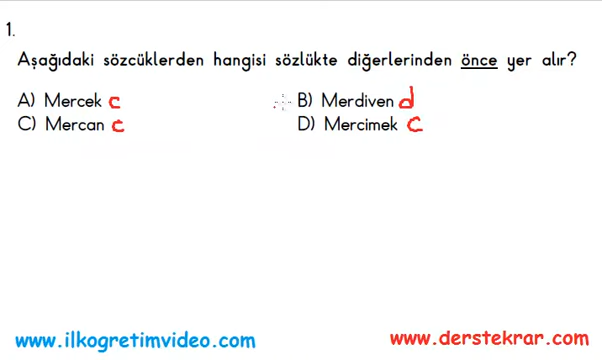 1.
Aşağıdaki sözcüklerden hangisi sözlükte diğerlerinden önce yer alır?
A) Mercek c B) Merdiven d
C) Mercan c D) Mercimek c
www.ilkogretimvideo.com www.derstekrar.com